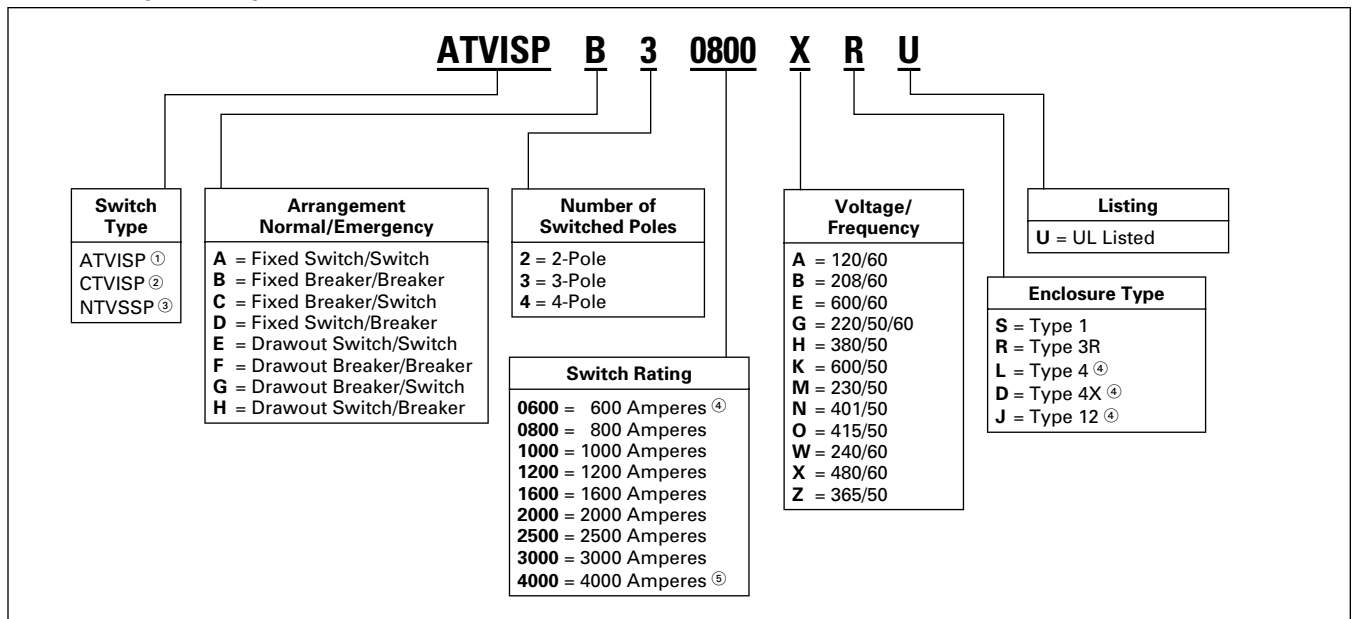 ATVISP B 3 0800 X R U
Switch
Type
ATVISP ①
CTVISP ②
NTVSSP ③
Arrangement
Normal/Emergency
A = Fixed Switch/Switch
B = Fixed Breaker/Breaker
C = Fixed Breaker/Switch
D = Fixed Switch/Breaker
E = Drawout Switch/Switch
F = Drawout Breaker/Breaker
G = Drawout Breaker/Switch
H = Drawout Switch/Breaker
Number of
Switched Poles
2 = 2-Pole
3 = 3-Pole
4 = 4-Pole
Switch Rating
0600 = 600 Amperes ④
0800 = 800 Amperes
1000 = 1000 Amperes
1200 = 1200 Amperes
1600 = 1600 Amperes
2000 = 2000 Amperes
2500 = 2500 Amperes
3000 = 3000 Amperes
4000 = 4000 Amperes ⑤
Voltage/
Frequency
A = 120/60
B = 208/60
E = 600/60
G = 220/50/60
H = 380/50
K = 600/50
M = 230/50
N = 401/50
O = 415/50
W = 240/60
X = 480/60
Z = 365/50
Listing
U = UL Listed
Enclosure Type
S = Type 1
R = Type 3R
L = Type 4 ④
D = Type 4X ④
J = Type 12 ④